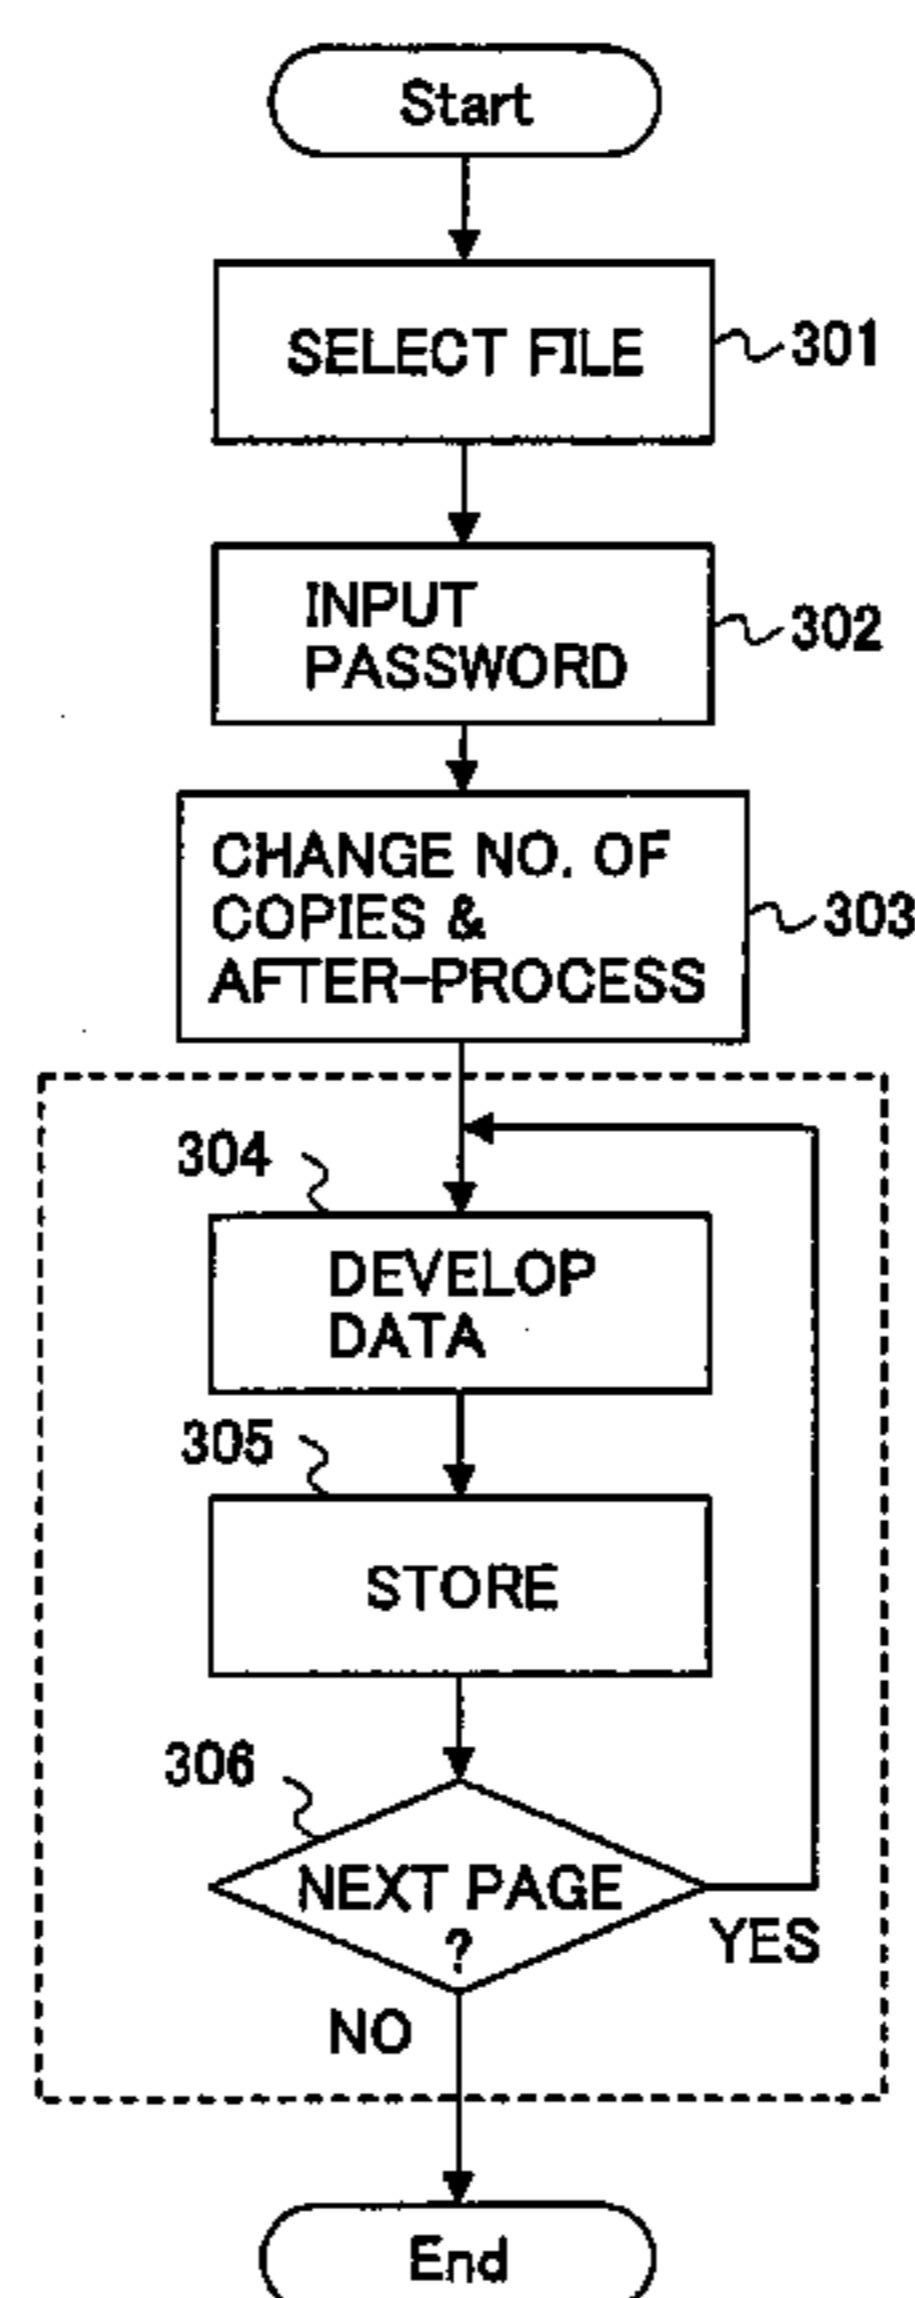 Start
SELECT FILE
301
INPUT
PASSWORD
302
CHANGE NO. OF
COPIES &
AFTER-PROCESS
303
304
DEVELOP
DATA
305
STORE
306
NEXT PAGE
?
YES
NO
End